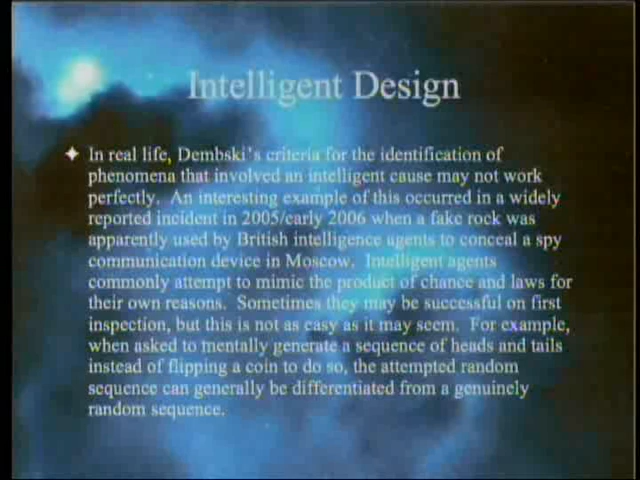 Intelligent Design
In real life, Dembski's criteria for the identification of
phenomena that involved an intelligent cause may not work
perfectly. An interesting example of this occurred in a widely
reported incident in 2005/early 2006 when a fake rock was
apparently used by British intelligence agents to conceal a spy
communication device in Moscow. Intelligent agents
commonly attempt to mimic the product of chance and laws for
their own reasons. Sometimes they may be successful on first
inspection, but this is not as easy as it may seem. For example,
when asked to mentally generate a sequence of heads and tails
instead of flipping a coin to do so, the attempted random
sequence can generally be differentiated from a genuinely
random sequence.